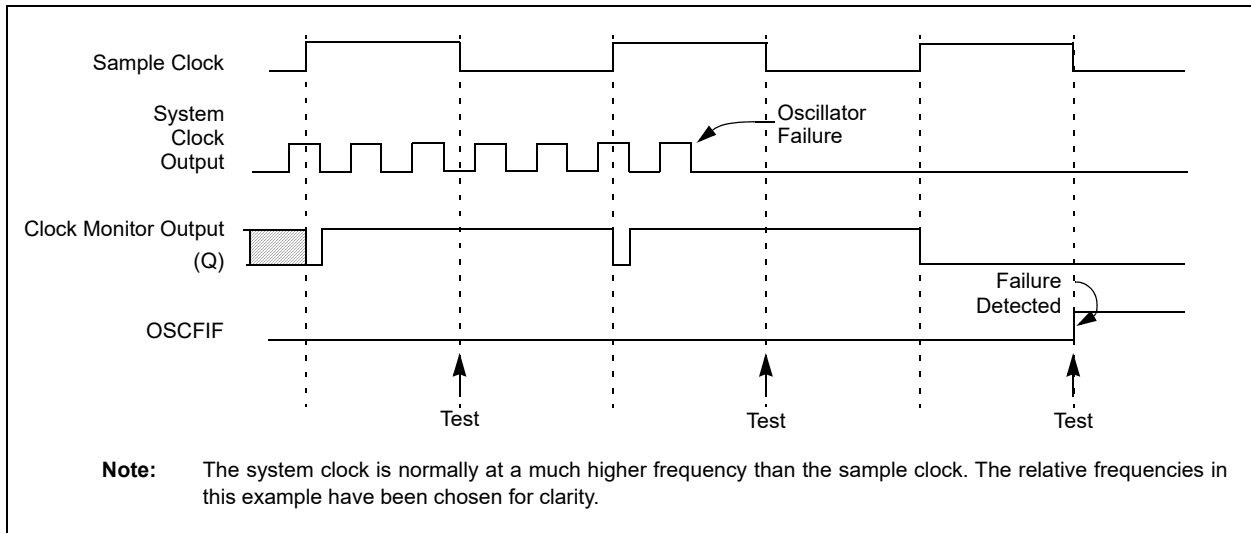 Sample Clock
System
Clock
Output
Oscillator
Failure
Clock Monitor Output
(Q)
Failure
Detected
OSCFIF
Test
Test
Test
Note: The system clock is normally at a much higher frequency than the sample clock. The relative frequencies in
this example have been chosen for clarity.